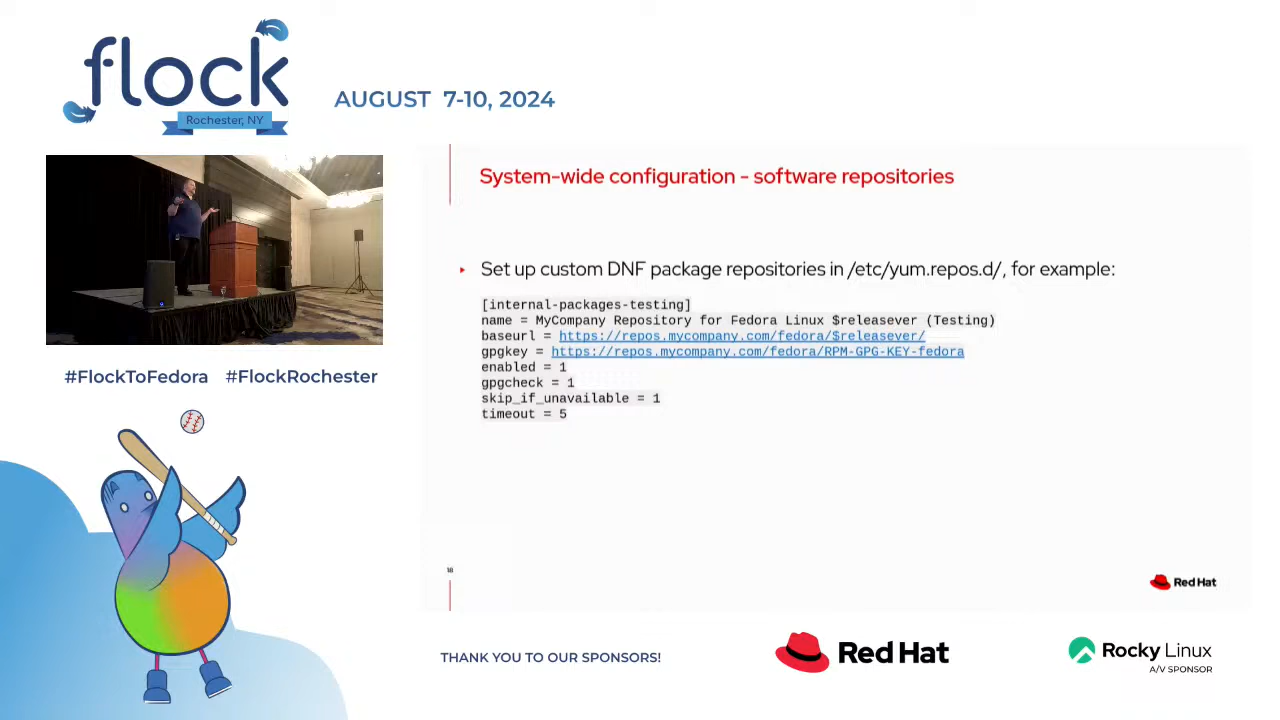 flock
Rochester, NY
AUGUST 7-10, 2024
#FlockToFedora #FlockRochester
System-wide configuration - software repositories
Set up custom DNF package repositories in /etc/yum.repos.d/, for example:
[internal-packages-testing]
name = MyCompany Repository for Fedora Linux $releasever (Testing)
baseurl = https://repos.mycompany.com/fedora/$releasever/
gpgkey = https://repos.mycompany.com/fedora/RPM-GPG-KEY-fedora
enabled = 1
gpgcheck = 1
skip_if_unavailable = 1
timeout = 5
18
Red Hat
THANK YOU TO OUR SPONSORS!
Red Hat
Rocky Linux
A/V SPONSOR